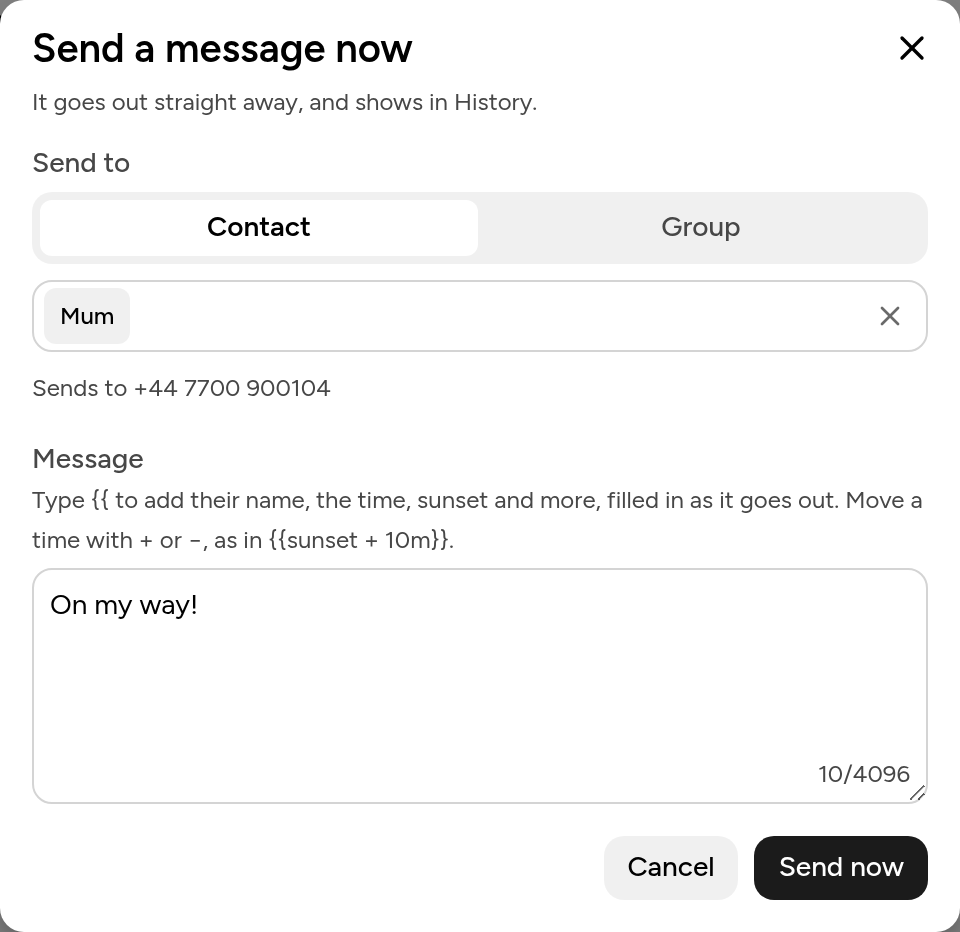 Send a message now
It goes out straight away, and shows in History.
Send to
Contact
Group
Mum
Sends to +44 7700 900104
Message
Type {{ to add their name, the time, sunset and more, filled in as it goes out. Move a
time with + or −, as in {{sunset + 10m}}.
On my way!
10/4096
Cancel
Send now